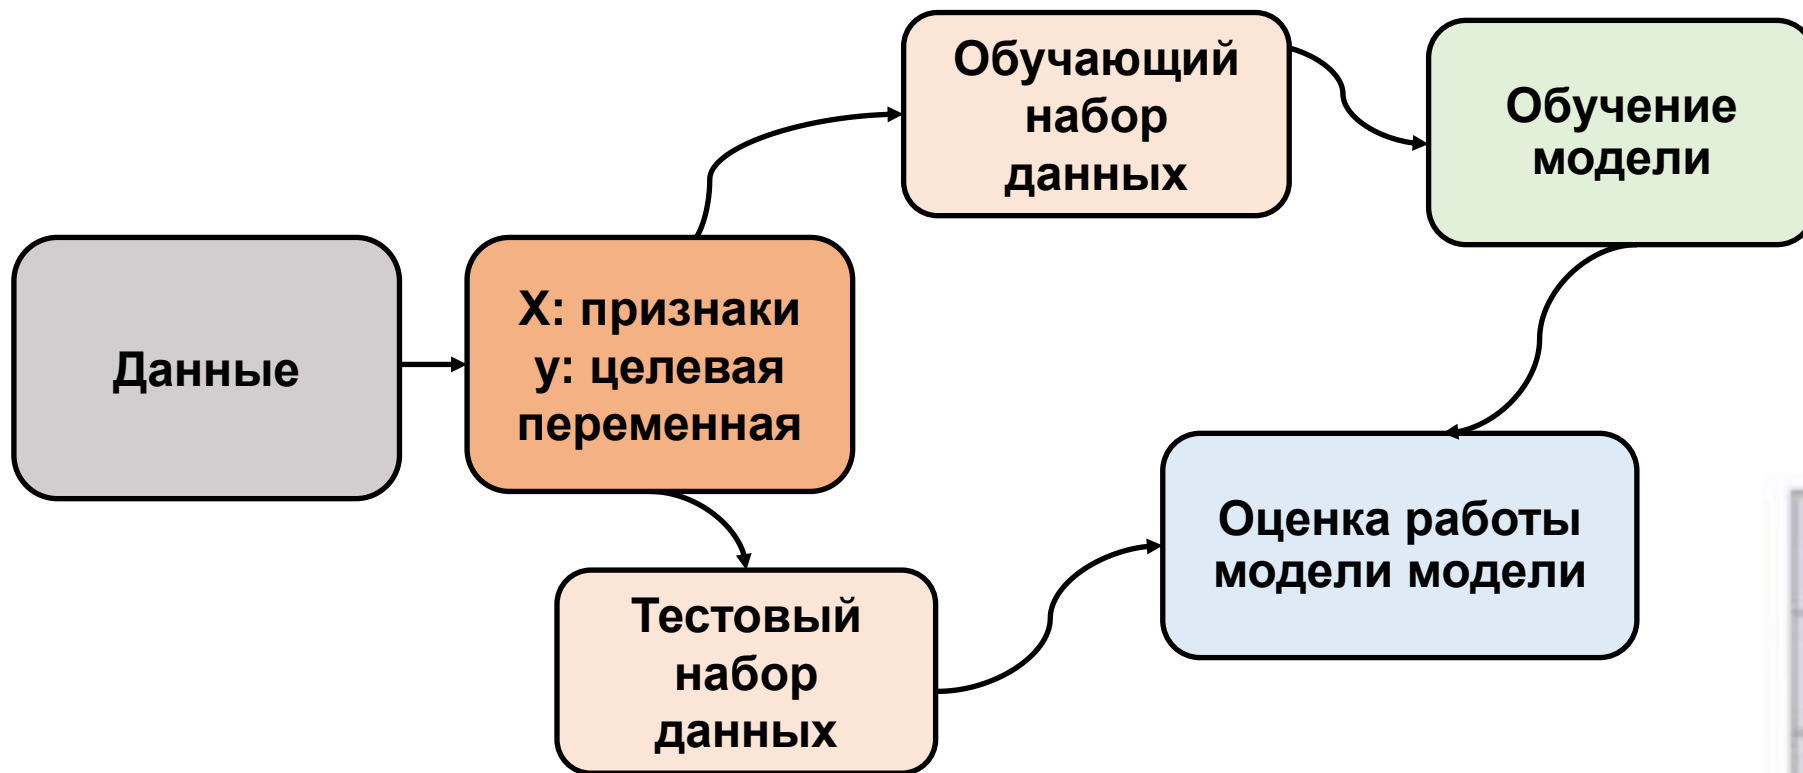 Обучающий
набор
данных
Обучение
модели
Данные
X: признаки
y: целевая
переменная
Оценка работы
модели модели
Тестовый
набор
данных